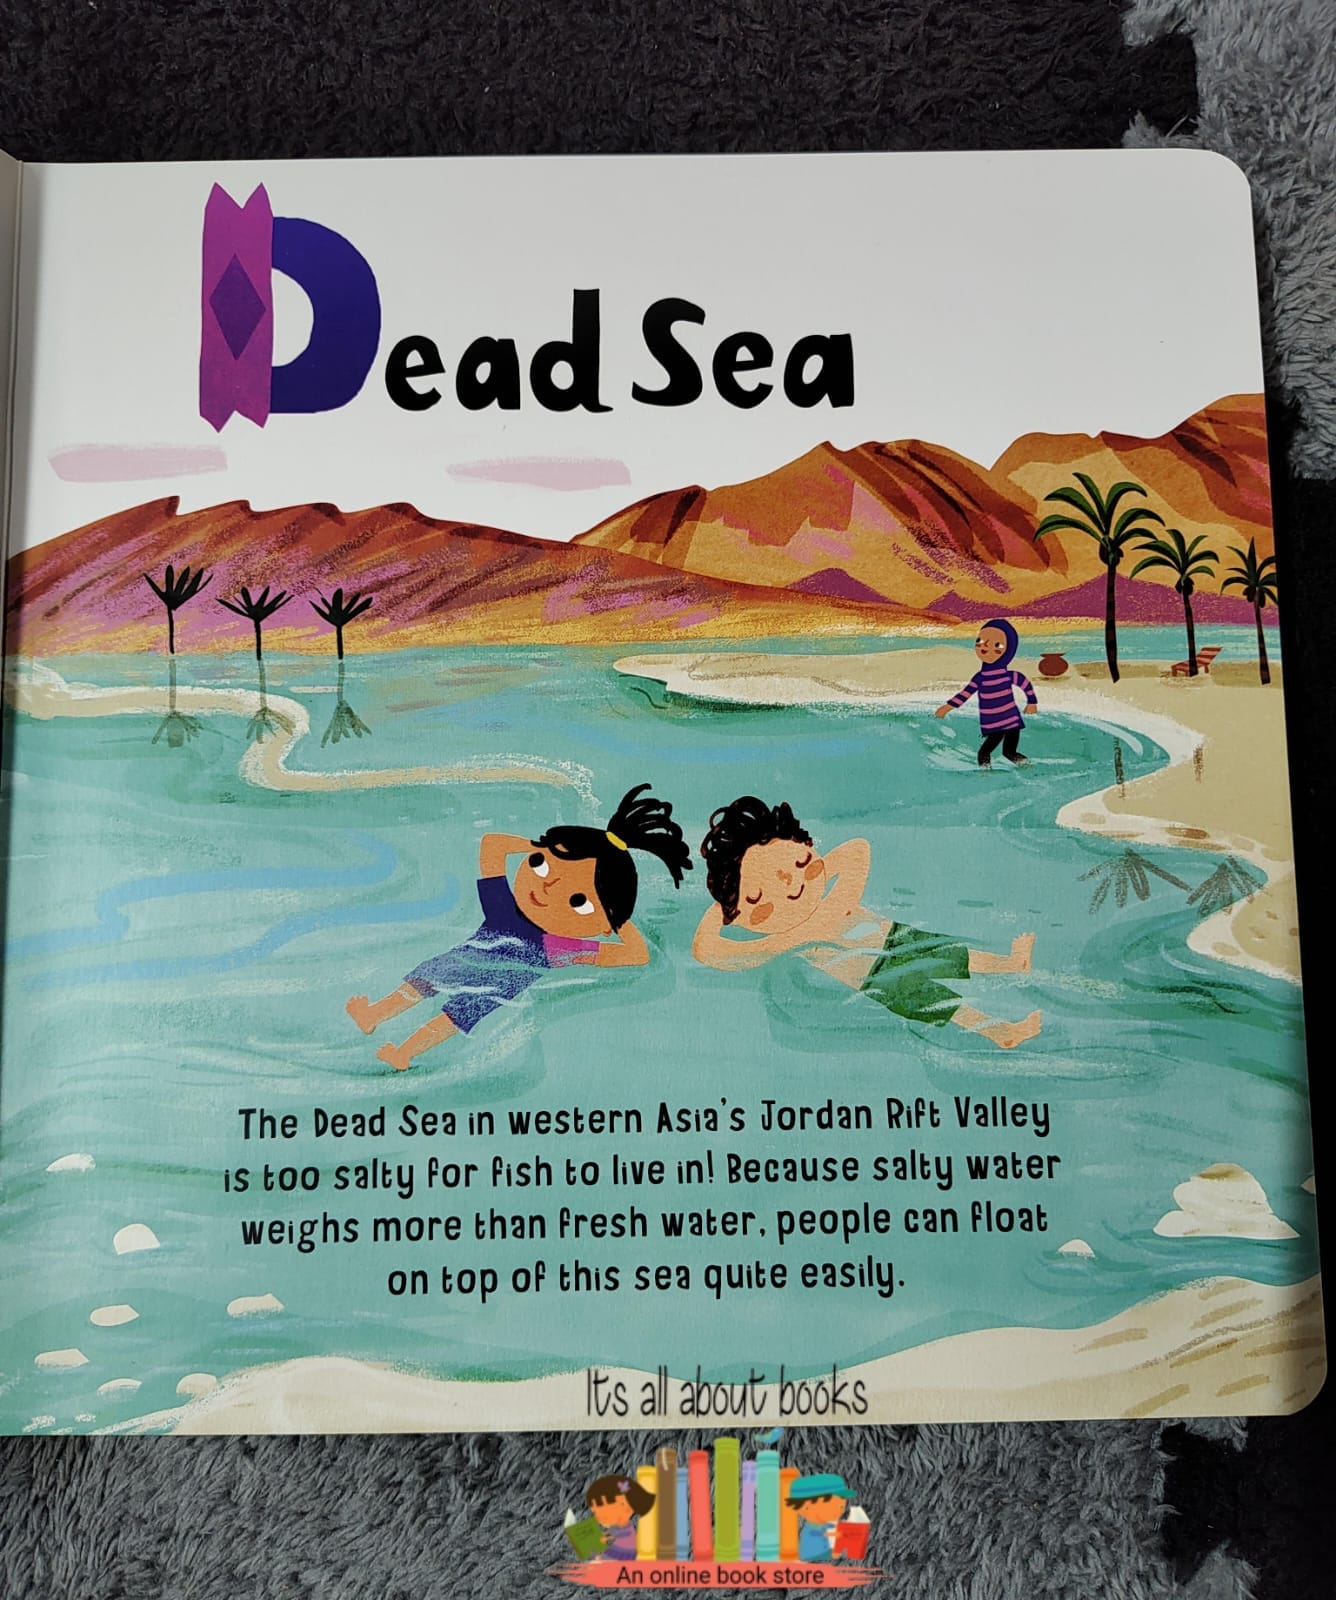 Dead Sea
The Dead Sea in western Asia's Jordan Rift Valley
is too salty for fish to live in! Because salty water
weighs more than fresh water, people can float
on top of this sea quite easily.
Its all about books
An online book store